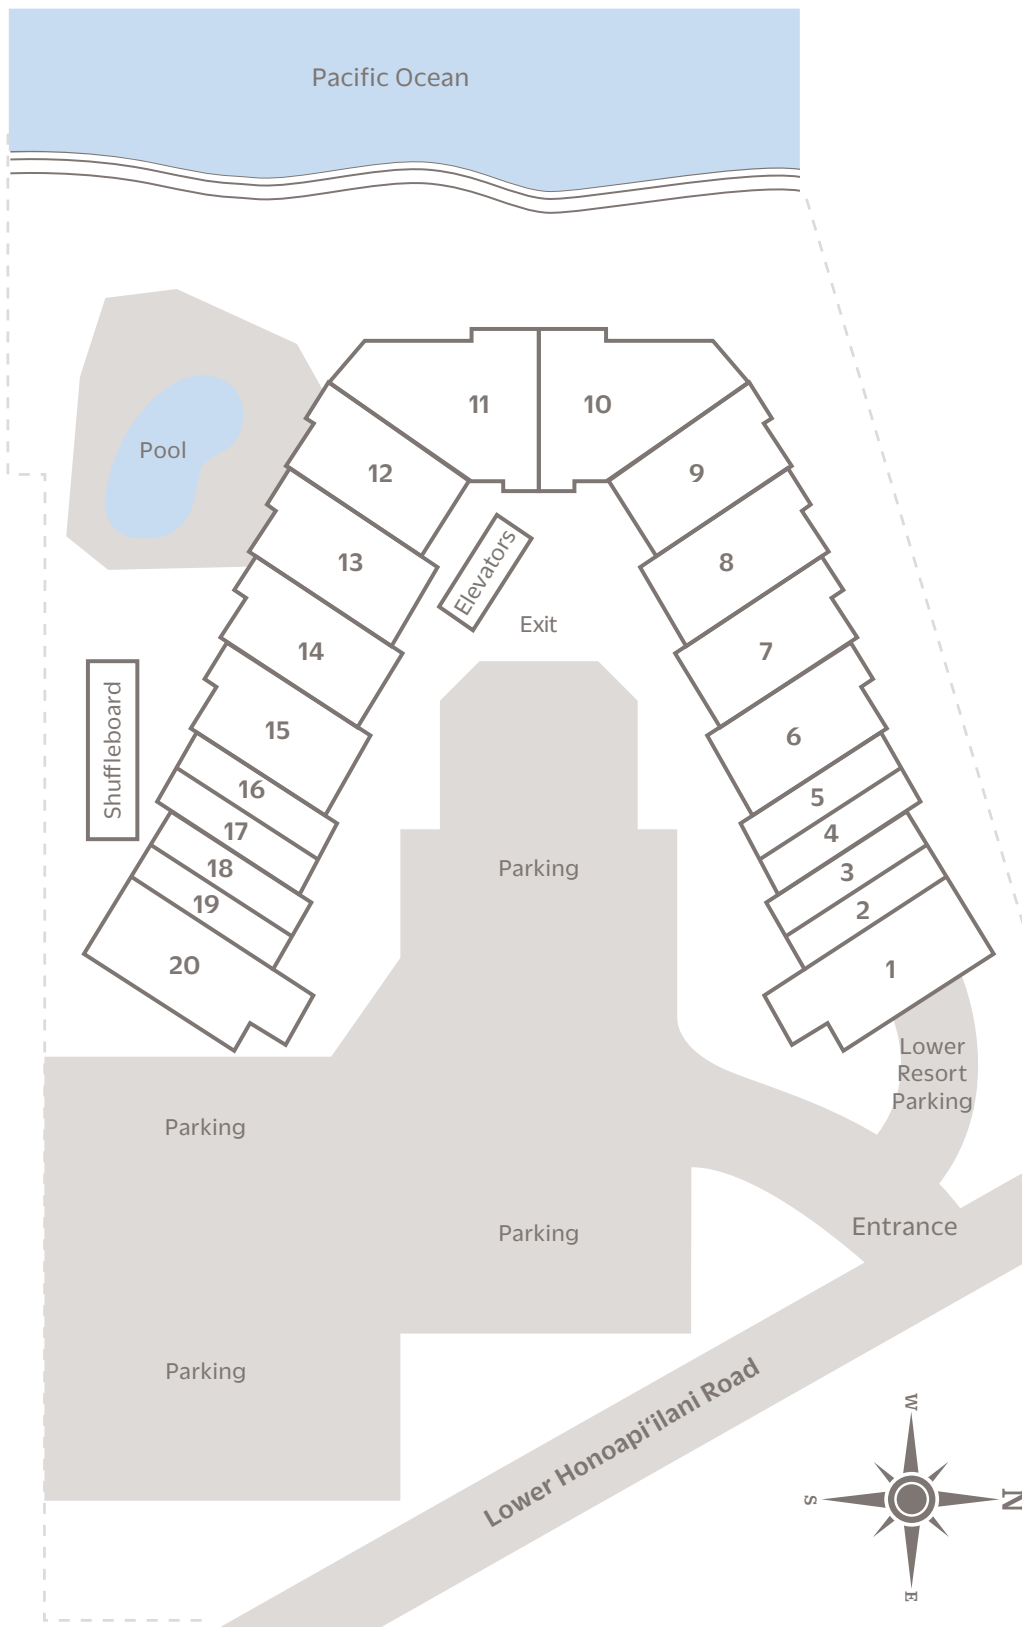 Pacific Ocean
11
10
Pool
12
9
13
8
Elevators
Exit
14
7
Shuffleboard
15
6
16
5
17
4
Parking
18
3
19
2
20
1
Lower
Resort
Parking
Parking
Entrance
Parking
Parking
Lower Honoapi‘ilani Road
W
S
N
E